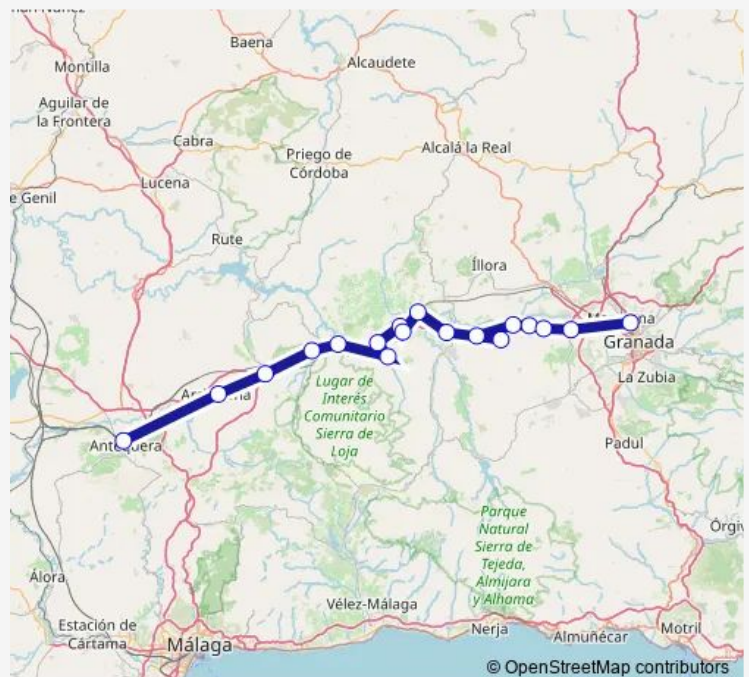 Baena
Alcaudete
Montilla
Aguilar de
la Frontera
Cabra
Priego de
Córdoba
Alcalá la Real
Lucena
e Genil
Rute
Íllora
Granada
La Zubia
Lugar de
Interés
Comunitario
Sierra de
Loja
Antequera
Padul
Parque
Natural
Sierra de
Tejeda,
Almijara
y Alhama
Órgiv
Álora
Vélez-Málaga
Estación de
Cártama
Málaga
Nerja
Almuñécar
Motril
© OpenStreetMap contributors